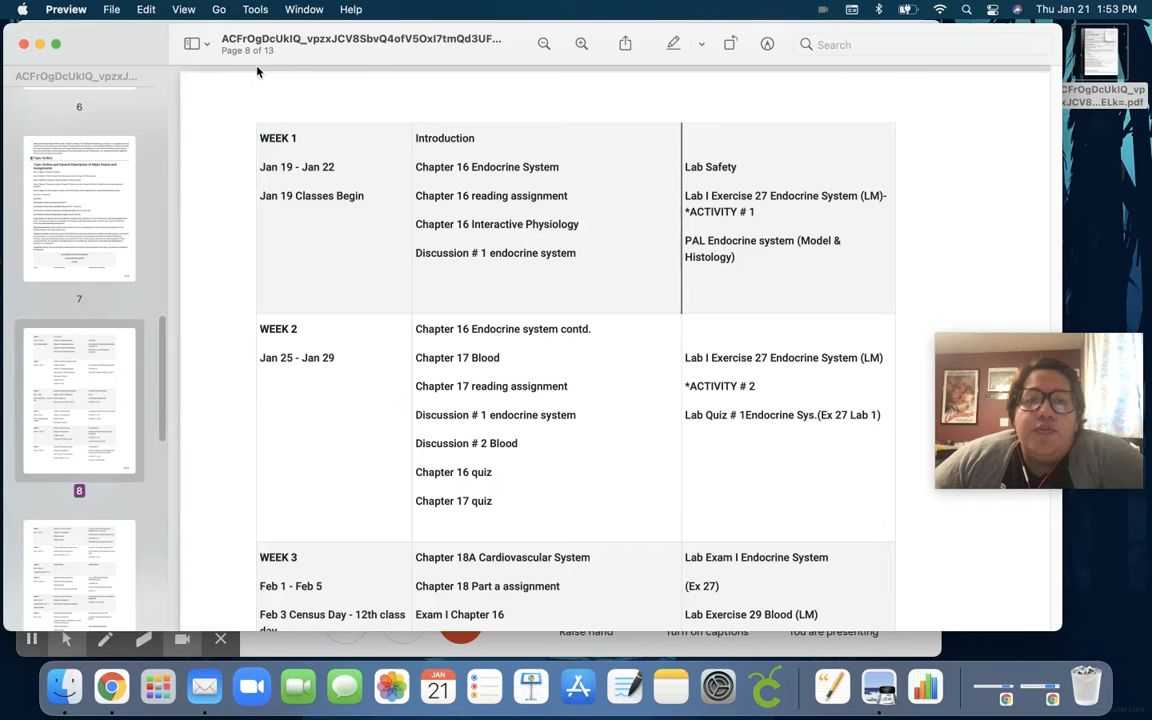 Preview File Edit View Go Tools Window Help Thu Jan 21 1:53 PM
ACFrOgDcUkIQ_vpzxJCV8SbvQ4ofV5OxI7tmQd3UF...
Page 8 of 13
Search
ACFrOgDcUkIQ_vpzxJ...
CFrOgDcUkIQ_vp
xJCV8...ELk=.pdf
6
7
8
WEEK 1
Jan 19 - Jan 22
Jan 19 Classes Begin
Introduction
Chapter 16 Endocrine System
Chapter 16 reading assignment
Chapter 16 Interactive Physiology
Discussion # 1 endocrine system
Lab Safety
Lab I Exercise 27 Endocrine System (LM)-
*ACTIVITY # 1
PAL Endocrine system (Model &
Histology)
WEEK 2
Jan 25 - Jan 29
Chapter 16 Endocrine system contd.
Chapter 17 Blood
Chapter 17 reading assignment
Discussion # 1 endocrine system
Discussion # 2 Blood
Chapter 16 quiz
Chapter 17 quiz
Lab I Exercise 27 Endocrine System (LM)
*ACTIVITY # 2
Lab Quiz # 1Endocrine Sys.(Ex 27 Lab 1)
WEEK 3
Feb 1 - Feb 5
Feb 3 Census Day - 12th class
day
Chapter 18A Cardiovascular System
Chapter 18 Part a assignment
Exam I Chapter 16
Lab Exam I Endocrine System
(Ex 27)
Lab Exercise 29 Blood (LM)
Raise hand Turn on captions You are presenting
JAN
21